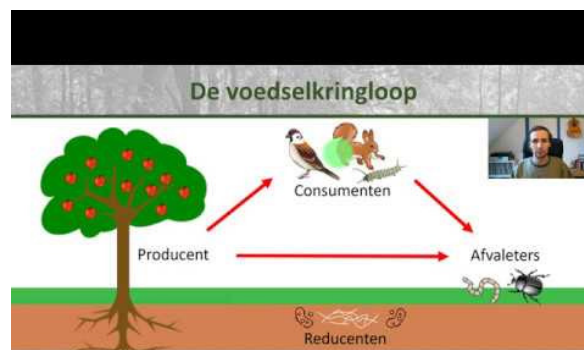 De voedselkringloop
Consumenten
Producent
Afvaleters
Reducenten